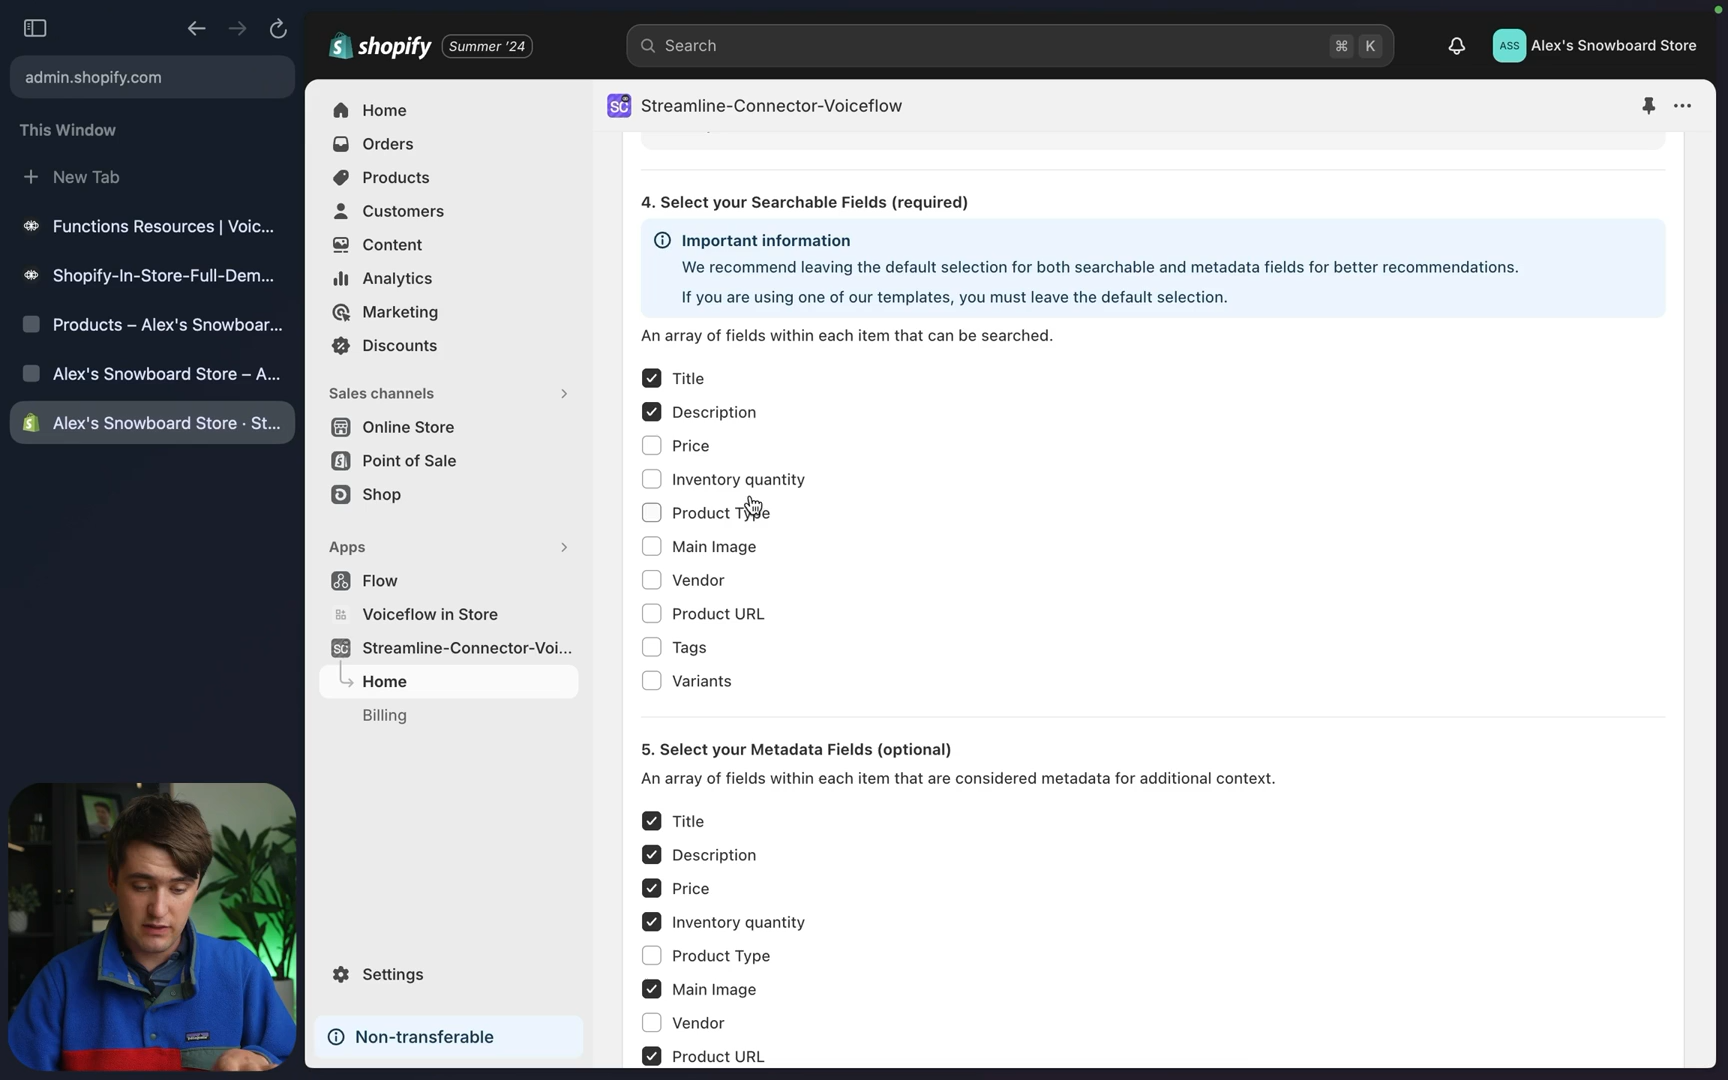 admin.shopify.com
This Window
New Tab
Functions Resources | Voic...
Shopify-In-Store-Full-Dem...
Products – Alex's Snowboar...
Alex's Snowboard Store – A...
Alex's Snowboard Store · St...
shopify
Summer '24
Search
⌘ K
ASS
Alex's Snowboard Store
Home
Orders
Products
Customers
Content
Analytics
Marketing
Discounts
Sales channels
Online Store
Point of Sale
Shop
Apps
Flow
Voiceflow in Store
SC Streamline-Connector-Voi...
Home
Billing
Settings
Non-transferable
SC Streamline-Connector-Voiceflow
4. Select your Searchable Fields (required)
Important information
We recommend leaving the default selection for both searchable and metadata fields for better recommendations.
If you are using one of our templates, you must leave the default selection.
An array of fields within each item that can be searched.
Title
Description
Price
Inventory quantity
Product Type
Main Image
Vendor
Product URL
Tags
Variants
5. Select your Metadata Fields (optional)
An array of fields within each item that are considered metadata for additional context.
Title
Description
Price
Inventory quantity
Product Type
Main Image
Vendor
Product URL